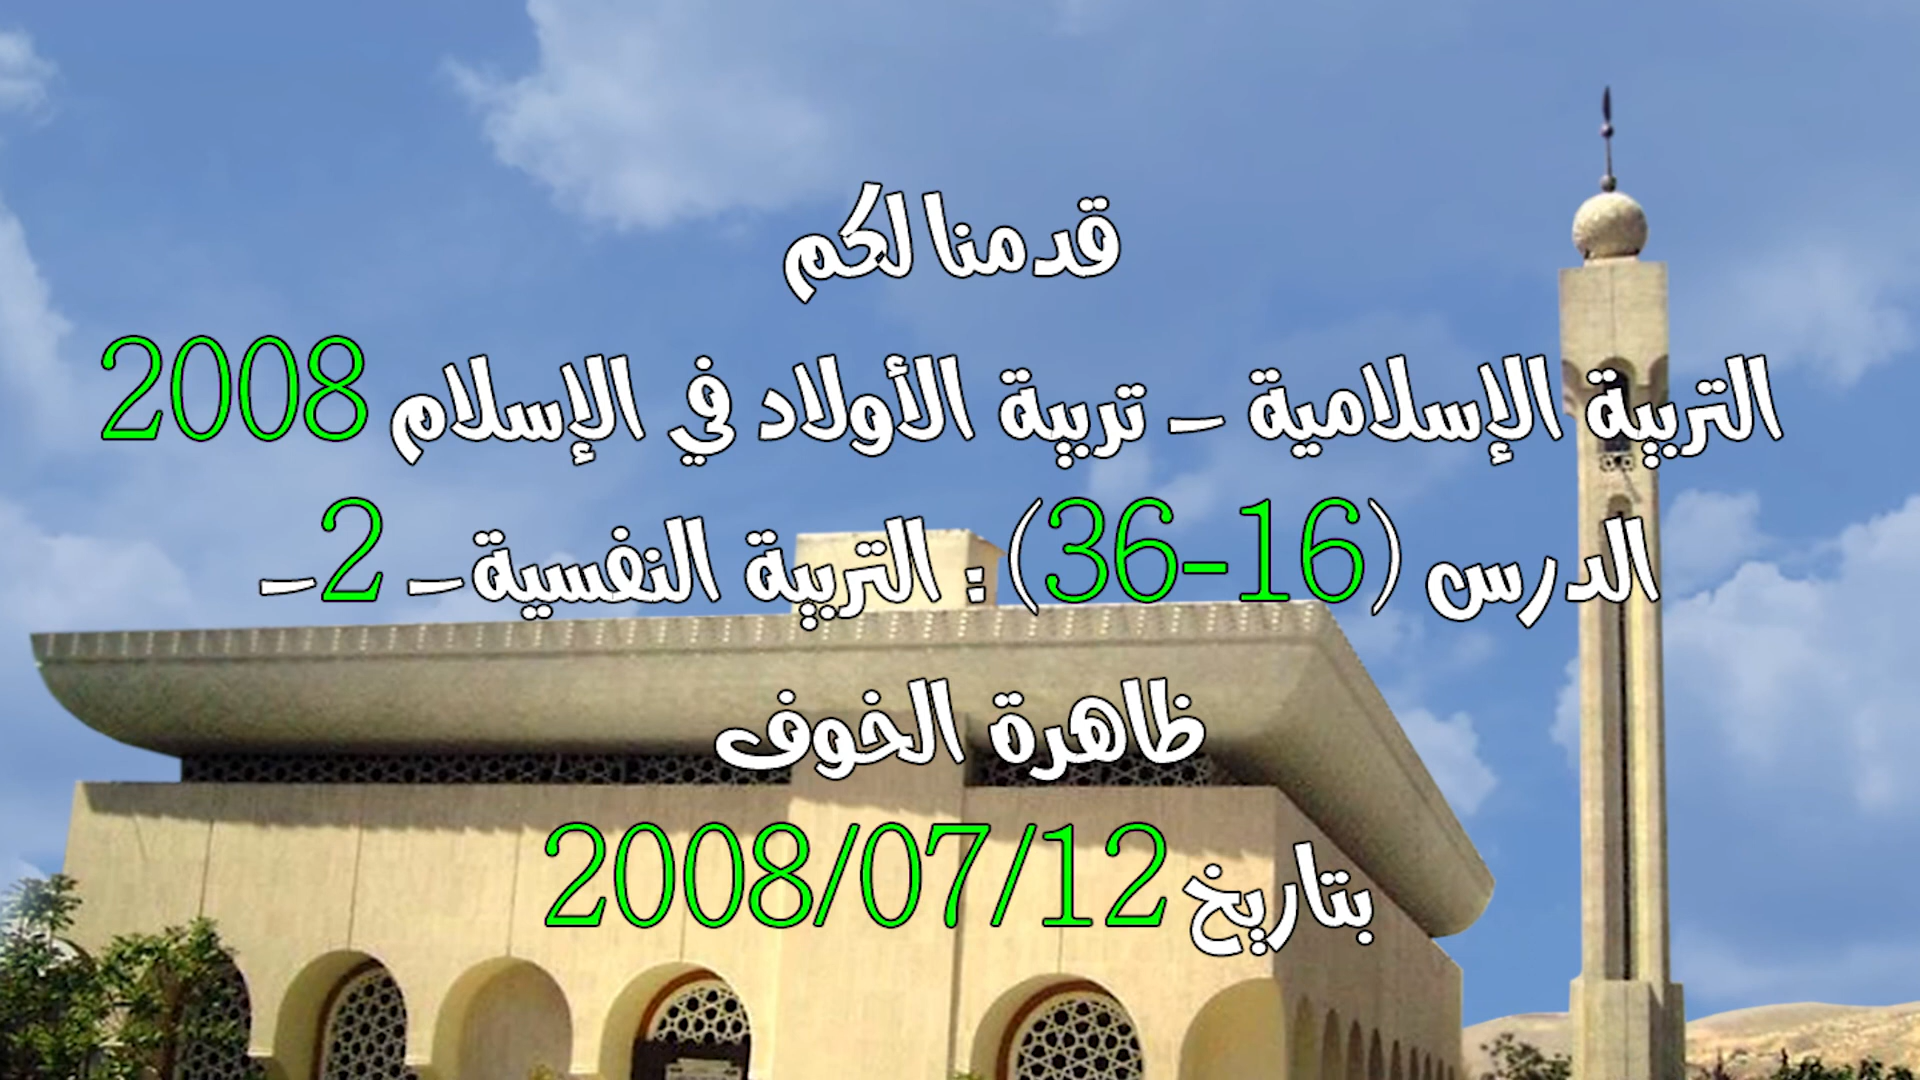 قدمنا لكم
التربية الإسلامية - تربية الأولاد في الإسلام 2008
الدرس (16-36) : التربية النفسية- 2 -
ظاهرة الخوف
بتاريخ 2008/07/12